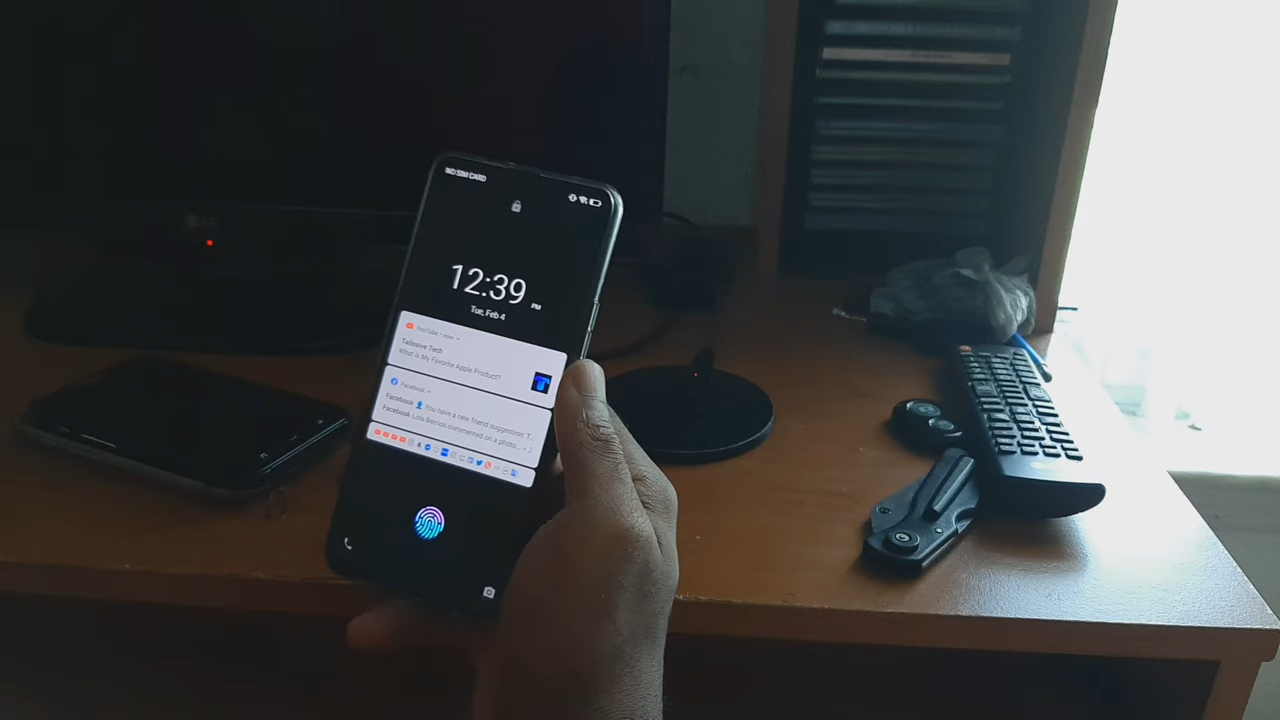 NO SIM CARD
12:39 PM
Tue, Feb 4
YouTube • now
Tailosive Tech
What is My Favorite Apple Product?
Facebook
Facebook You have a new friend suggestion: T...
Facebook Lola Berrios commented on a photo...
LG